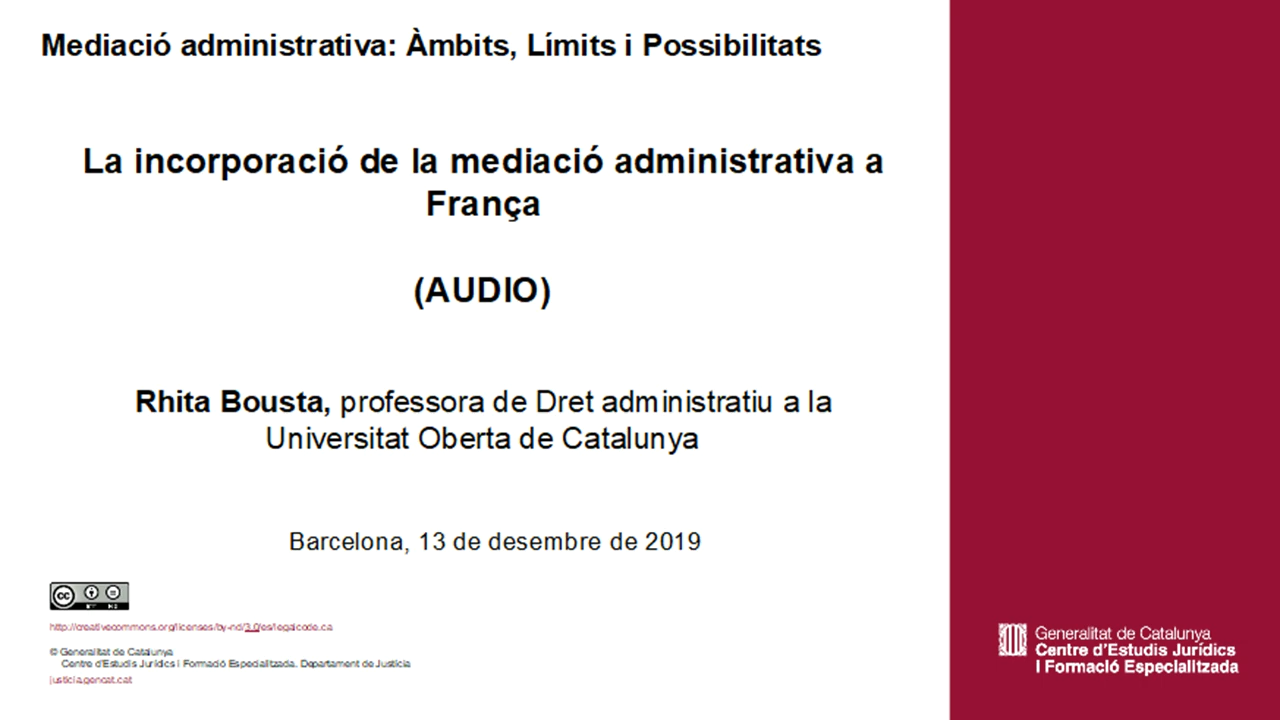 Mediació administrativa: Àmbits, Límits i Possibilitats
La incorporació de la mediació administrativa a
França
(AUDIO)
Rhita Bousta, professora de Dret administratiu a la
Universitat Oberta de Catalunya
Barcelona, 13 de desembre de 2019
cc
http://creativecommons.org/licenses/by-nd/3.0/es/legalcode.ca
© Generalitat de Catalunya
Centre d'Estudis Jurídics i Formació Especialitzada. Departament de Justícia
justicia.gencat.cat
Generalitat de Catalunya
Centre d'Estudis Jurídics
i Formació Especialitzada